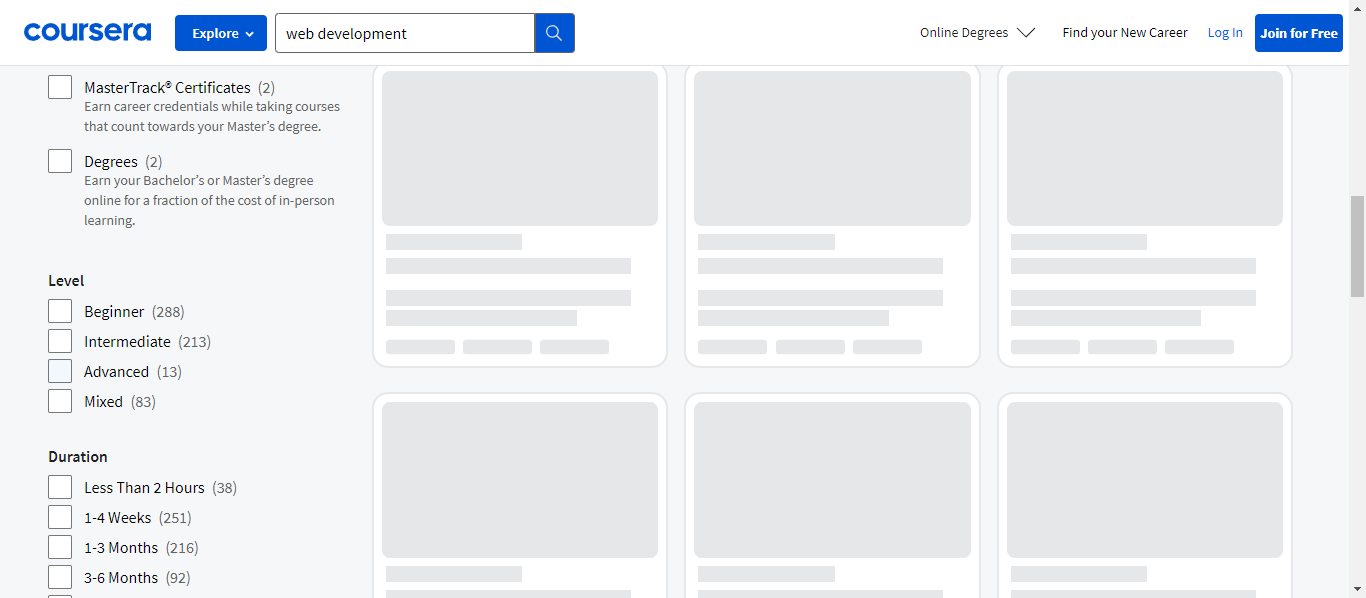 coursera
Explore
web development
Online Degrees
Find your New Career
Log In
Join for Free
MasterTrack® Certificates (2)
Earn career credentials while taking courses
that count towards your Master’s degree.
Degrees (2)
Earn your Bachelor’s or Master’s degree
online for a fraction of the cost of in-person
learning.
Level
Beginner (288)
Intermediate (213)
Advanced (13)
Mixed (83)
Duration
Less Than 2 Hours (38)
1-4 Weeks (251)
1-3 Months (216)
3-6 Months (92)